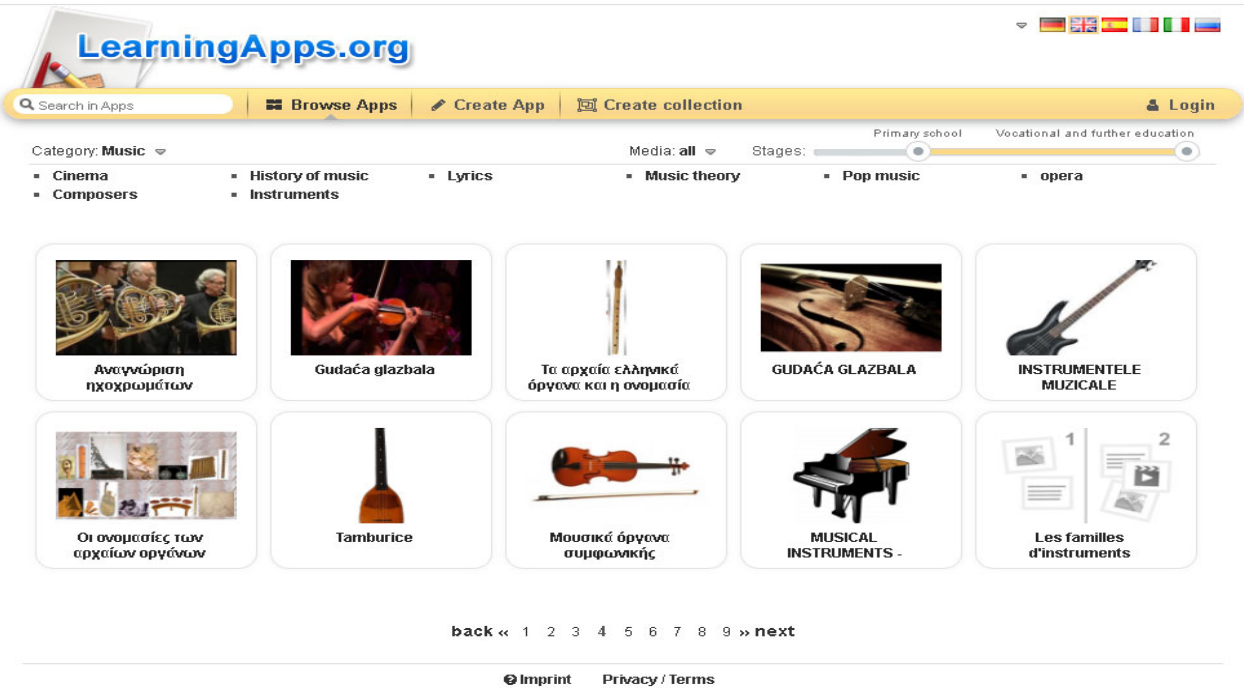 LearningApps.org
Search in Apps
Browse Apps
Create App
Create collection
Login
Primary school
Vocational and further education
Category: Music
Media: all
Stages:
Cinema
History of music
Lyrics
Music theory
Pop music
opera
Composers
Instruments
Αναγνώριση
ηχοχρωμάτων
Gudaća glazbala
Τα αρχαία ελληνικά
όργανα και η ονομασία
GUDAĆA GLAZBALA
INSTRUMENTELE
MUZICALE
Οι ονομασίες των
αρχαίων οργάνων
Tamburice
Μουσικά όργανα
συμφωνικής
MUSICAL
INSTRUMENTS -
1
2
Les familles
d'instruments
back « 1 2 3 4 5 6 7 8 9 » next
Imprint
Privacy / Terms